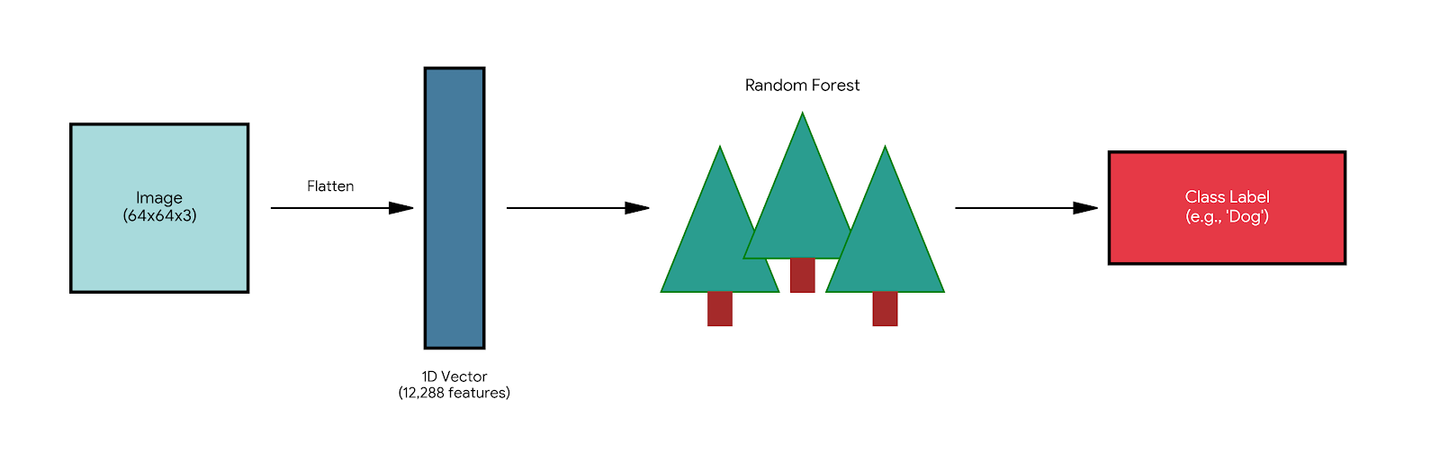 Image
(64x64x3)
Flatten
1D Vector
(12,288 features)
Random Forest
Class Label
(e.g., 'Dog')